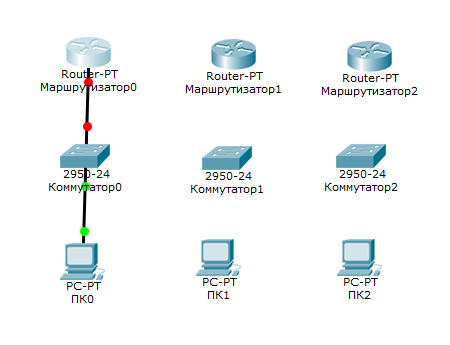 Router-PT
Маршрутизатор0
Router-PT
Маршрутизатор1
Router-PT
Маршрутизатор2
2950-24
Коммутатор0
2950-24
Коммутатор1
2950-24
Коммутатор2
PC-PT
ПК0
PC-PT
ПК1
PC-PT
ПК2